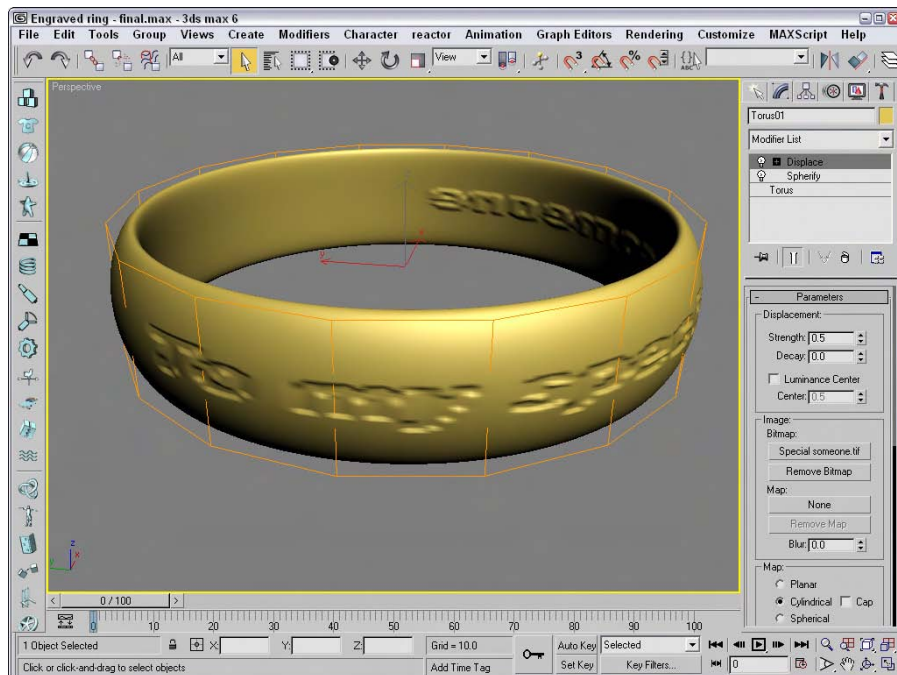 Engraved ring - final.max - 3ds max 6
File Edit Tools Group Views Create Modifiers Character reactor Animation Graph Editors Rendering Customize MAXScript Help
All View
Perspective
Torus01
Modifier List
Displace
Spherify
Torus
- Parameters
Displacement:
Strength: 0.5
Decay: 0.0
Luminance Center
Center: 0.5
Image:
Bitmap:
Special someone.tif
Remove Bitmap
Map:
None
Remove Map
Blur: 0.0
Map:
Planar
Cylindrical Cap
Spherical
my
z
x
0 / 100
0 10 20 30 40 50 60 70 80 90 100
1 Object Selected X: Y: Z: Grid = 10.0 Auto Key Selected
Click or click-and-drag to select objects Add Time Tag Set Key Key Filters... 0